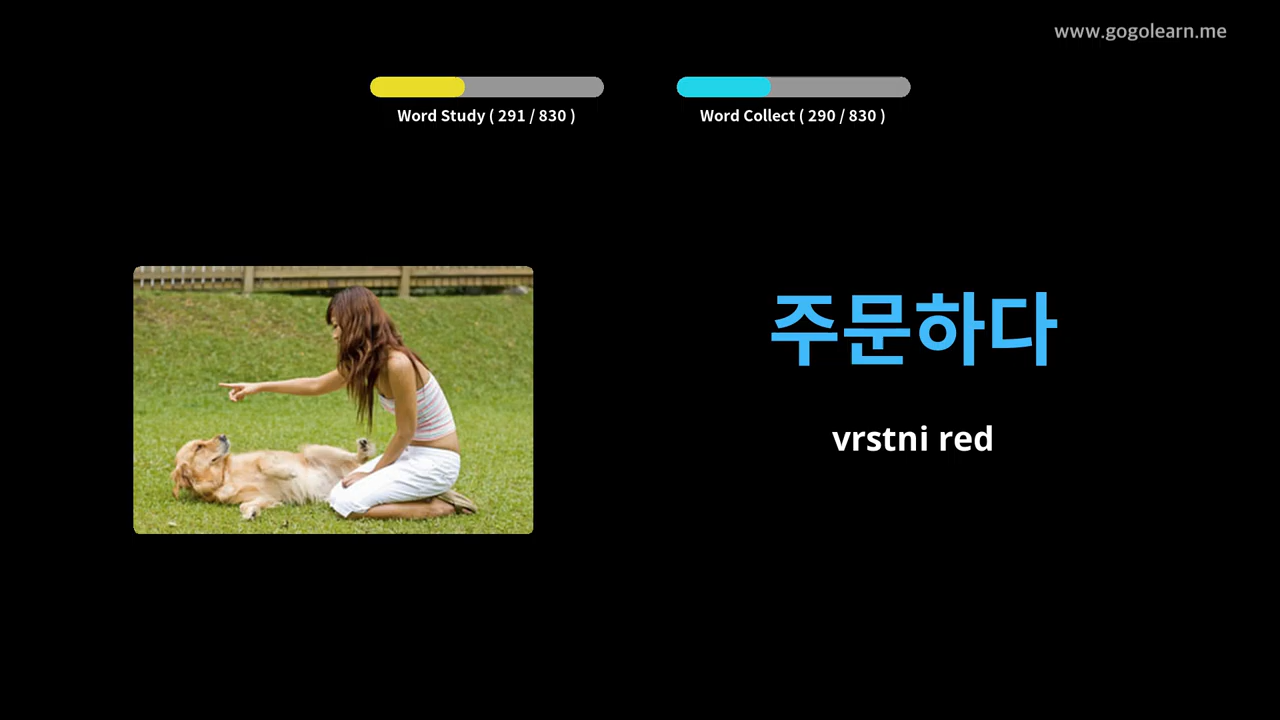 www.gogolearn.me
Word Study ( 291 / 830 )
Word Collect ( 290 / 830 )
주문하다
vrstni red